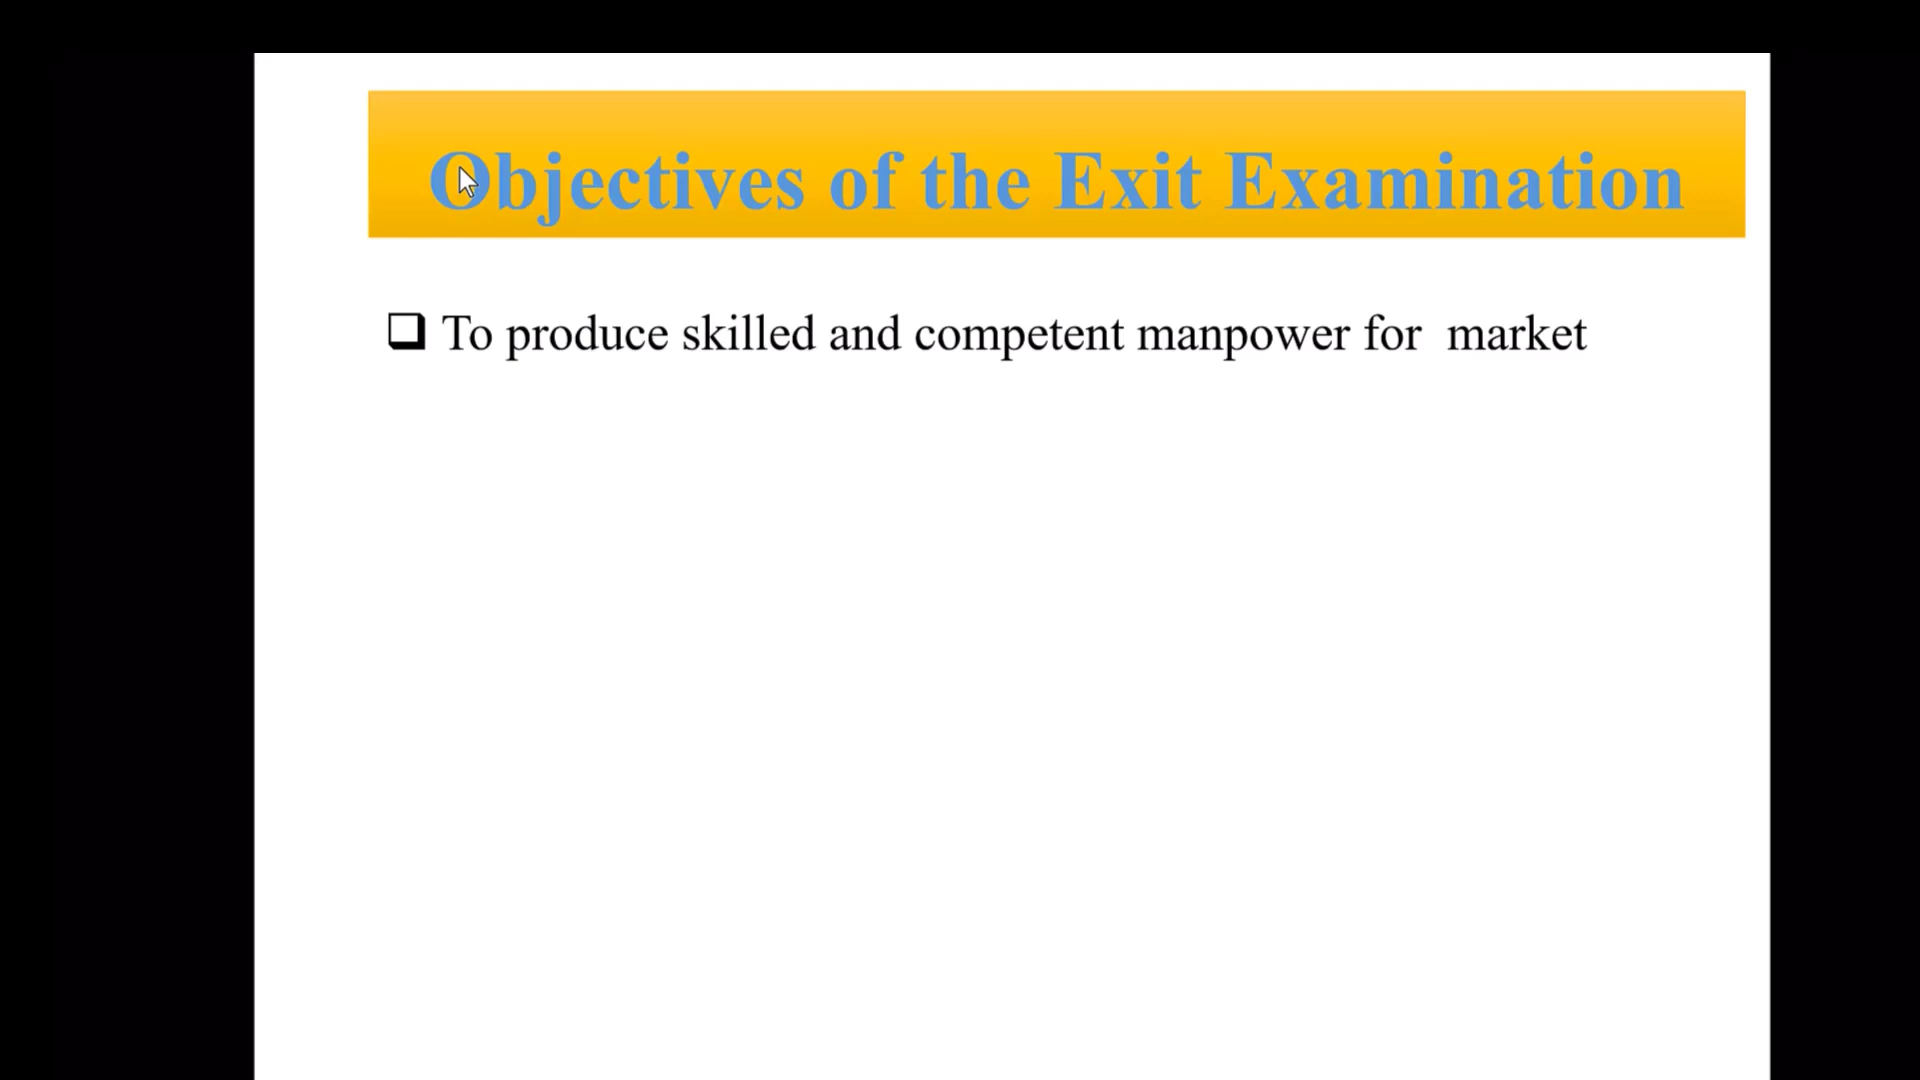 Objectives of the Exit Examination
❑ To produce skilled and competent manpower for  market